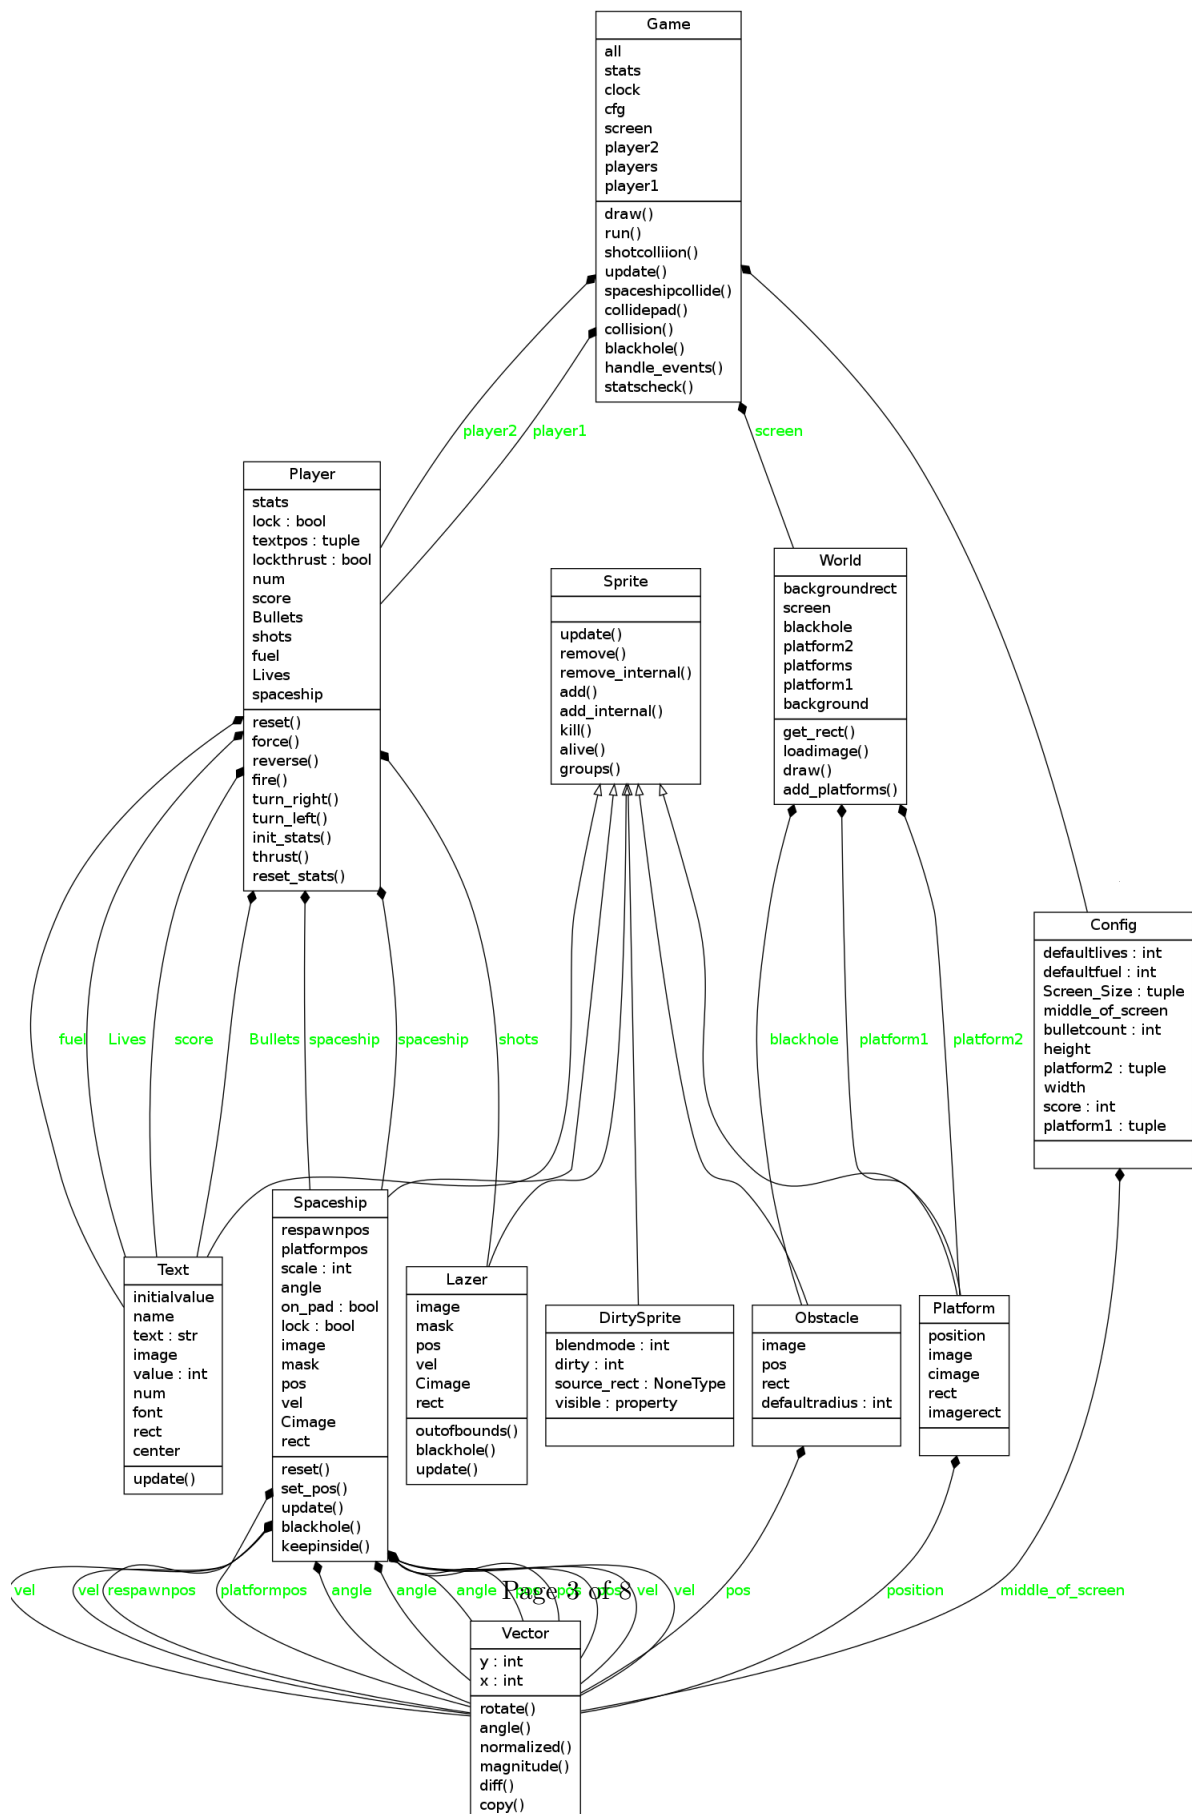 Game
all
stats
clock
cfg
screen
player2
players
player1
draw()
run()
shotcolliion()
update()
spaceshipcollide()
collidepad()
collision()
blackhole()
handle_events()
statscheck()
player2
player1
screen
Player
stats
lock : bool
textpos : tuple
lockthrust : bool
num
score
Bullets
shots
fuel
Lives
spaceship
reset()
force()
reverse()
fire()
turn_right()
turn_left()
init_stats()
thrust()
reset_stats()
Sprite
update()
remove()
remove_internal()
add()
add_internal()
kill()
alive()
groups()
World
backgroundrect
screen
blackhole
platform2
platforms
platform1
background
get_rect()
loadimage()
draw()
add_platforms()
Config
defaultlives : int
defaultfuel : int
Screen_Size : tuple
middle_of_screen
bulletcount : int
height
platform2 : tuple
width
score : int
platform1 : tuple
fuel
Lives
score
Bullets
spaceship
spaceship
shots
blackhole
platform1
platform2
Text
initialvalue
name
text : str
image
value : int
num
font
rect
center
update()
Spaceship
respawnpos
platformpos
scale : int
angle
on_pad : bool
lock : bool
image
mask
pos
vel
Cimage
rect
reset()
set_pos()
update()
blackhole()
keepinside()
Lazer
image
mask
pos
vel
Cimage
rect
outofbounds()
blackhole()
update()
DirtySprite
blendmode : int
dirty : int
source_rect : NoneType
visible : property
Obstacle
image
pos
rect
defaultradius : int
Platform
position
image
cimage
rect
imagerect
vel
vel
respawnpos
platformpos
angle
angle
angle
pos
pos
pos
vel
vel
pos
position
middle_of_screen
Page 3 of 8
Vector
y : int
x : int
rotate()
angle()
normalized()
magnitude()
diff()
copy()